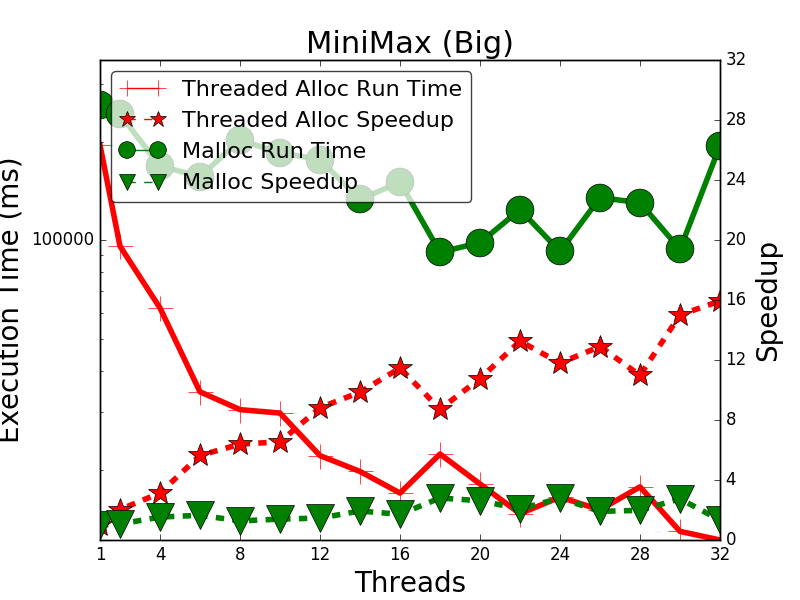 MiniMax (Big)
Threaded Alloc Run Time
Threaded Alloc Speedup
Malloc Run Time
Malloc Speedup
Execution Time (ms)
100000
Speedup
32
28
24
20
16
12
8
4
0
1 4 8 12 16 20 24 28 32
Threads